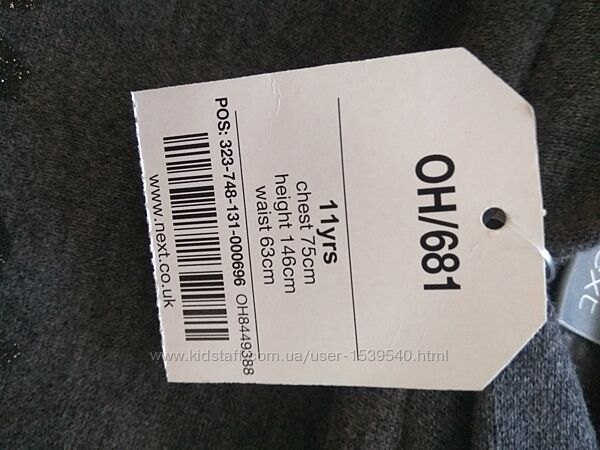 OH/681
11yrs
chest 75cm
height 146cm
waist 63cm
POS: 323-748-131-000696 OH8449388
www.next.co.uk
www.kidstaff.com.ua/user-1539540.html